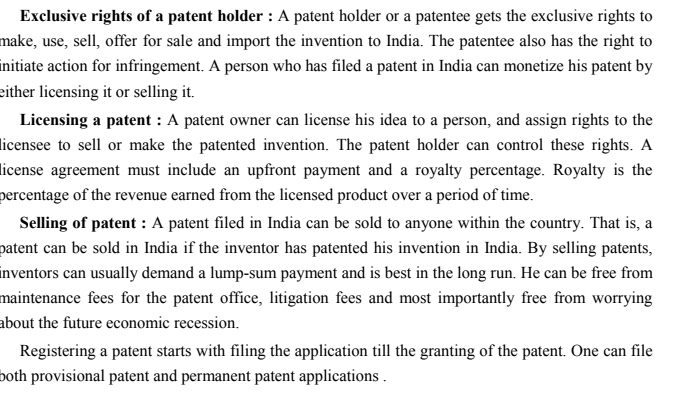 Exclusive rights of a patent holder : A patent holder or a patentee gets the exclusive rights to
make, use, sell, offer for sale and import the invention to India. The patentee also has the right to
initiate action for infringement. A person who has filed a patent in India can monetize his patent by
either licensing it or selling it.
Licensing a patent : A patent owner can license his idea to a person, and assign rights to the
licensee to sell or make the patented invention. The patent holder can control these rights. A
license agreement must include an upfront payment and a royalty percentage. Royalty is the
percentage of the revenue earned from the licensed product over a period of time.
Selling of patent : A patent filed in India can be sold to anyone within the country. That is, a
patent can be sold in India if the inventor has patented his invention in India. By selling patents,
inventors can usually demand a lump-sum payment and is best in the long run. He can be free from
maintenance fees for the patent office, litigation fees and most importantly free from worrying
about the future economic recession.
Registering a patent starts with filing the application till the granting of the patent. One can file
both provisional patent and permanent patent applications .